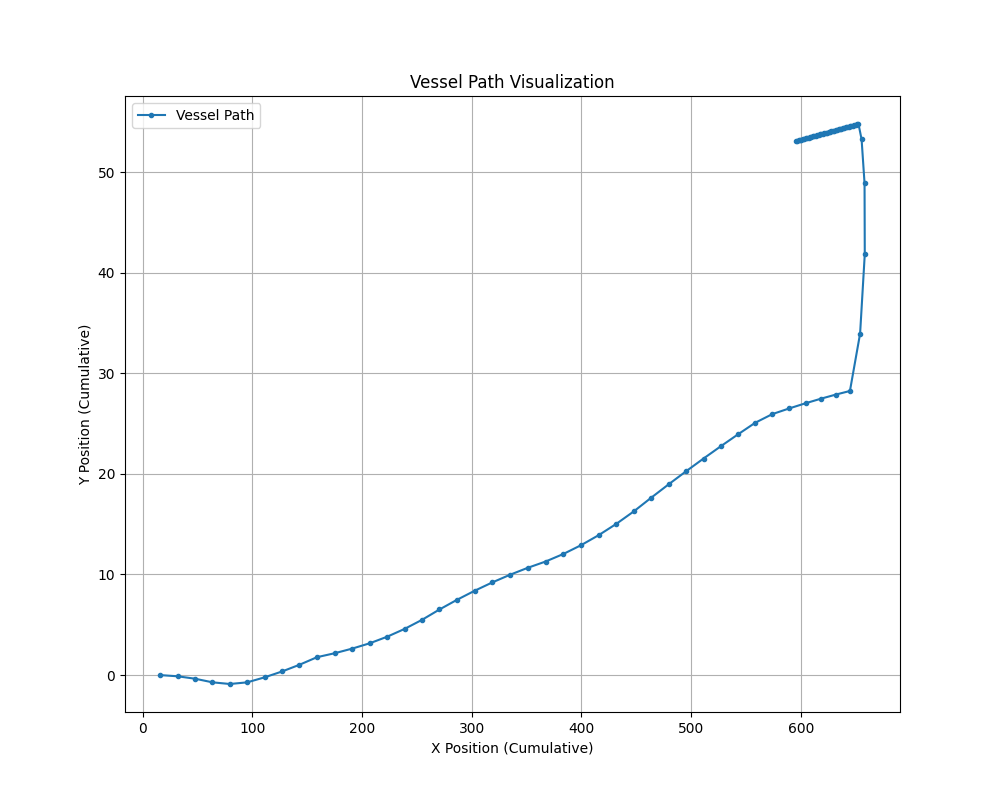 Vessel Path Visualization
Vessel Path
50
40
30
20
10
0
Y Position (Cumulative)
0 100 200 300 400 500 600
X Position (Cumulative)